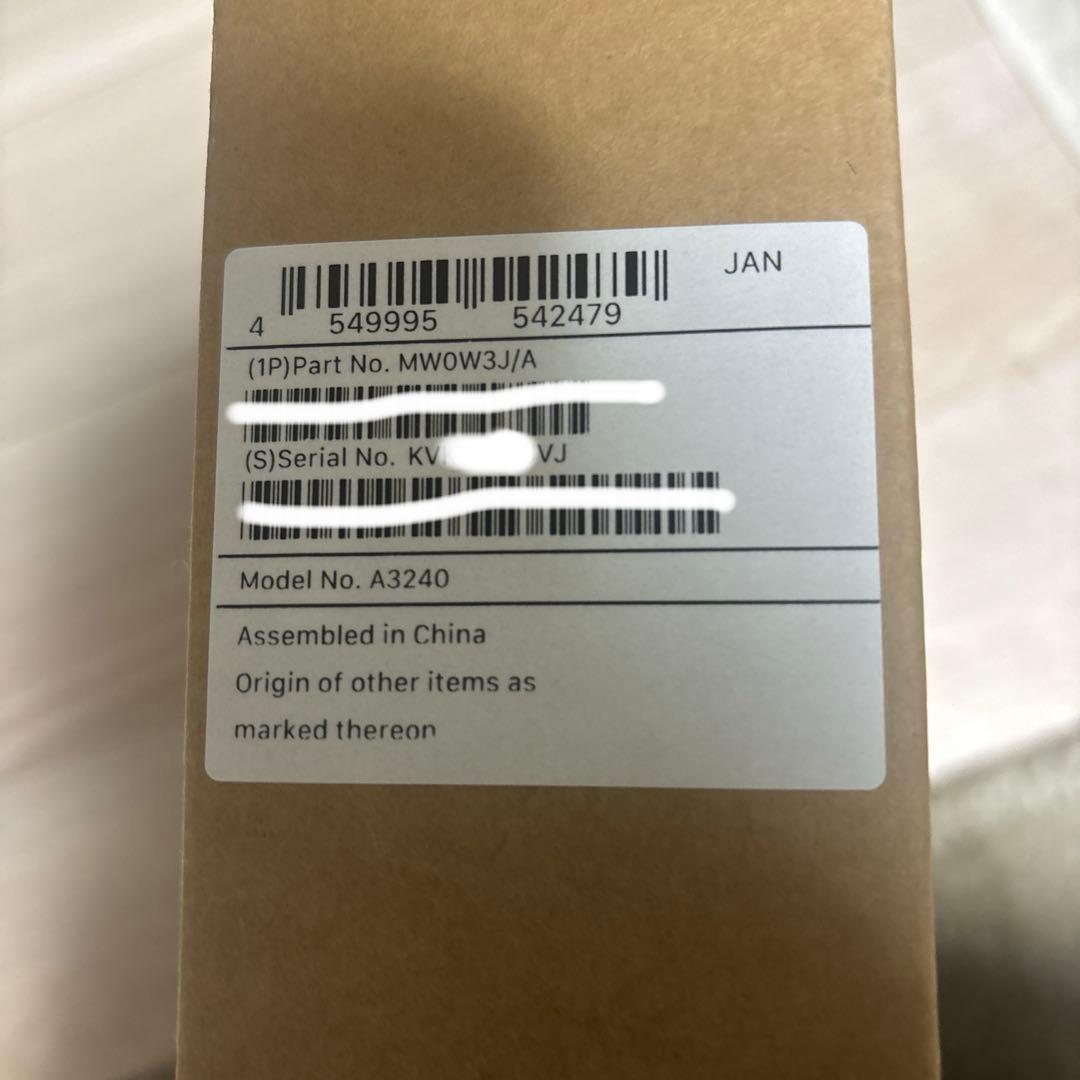 JAN
4 549995 542479
(1P)Part No. MW0W3J/A
(S)Serial No. KV VJ
Model No. A3240
Assembled in China
Origin of other items as
marked thereon